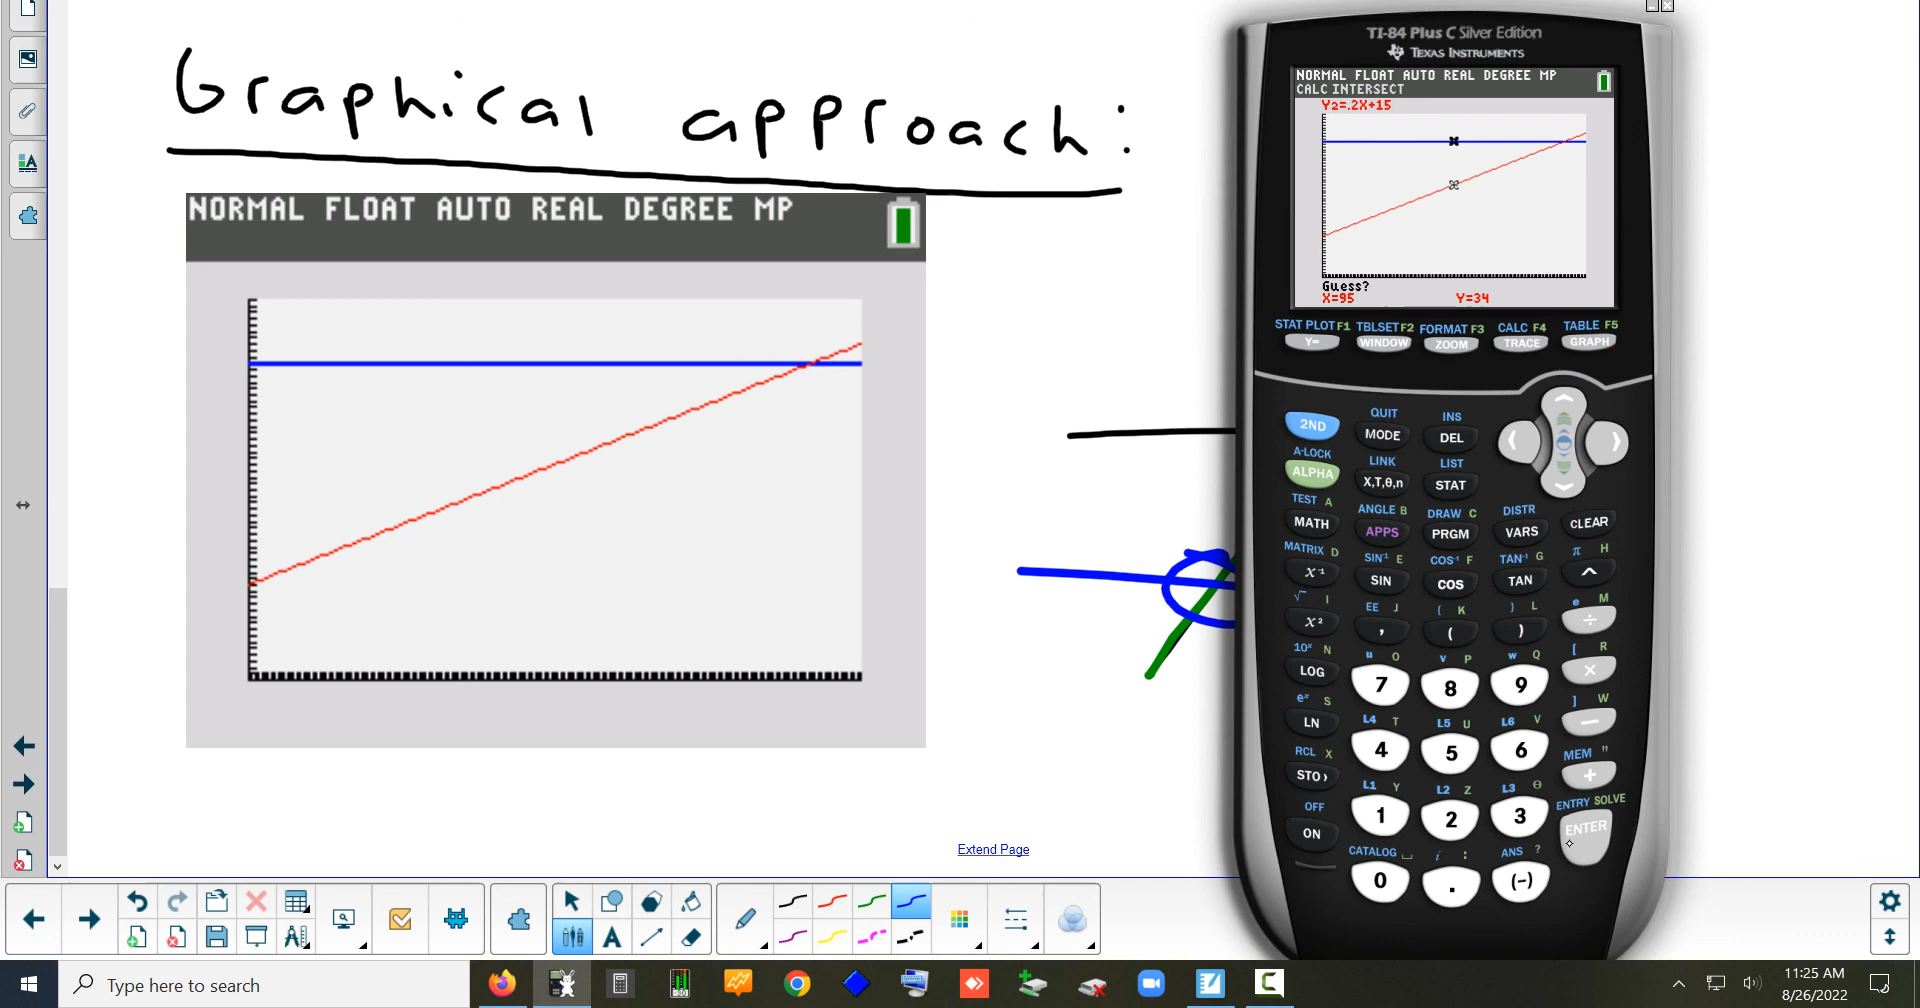 TI-84 Plus C Silver Edition
TEXAS INSTRUMENTS
Graphical approach:
NORMAL FLOAT AUTO REAL DEGREE MP
NORMAL FLOAT AUTO REAL DEGREE MP
CALC INTERSECT
Y2=.2X+15
Guess?
X=95 Y=34
STAT PLOT F1 TBLSET F2 FORMAT F3 CALC F4 TABLE F5
Y= WINDOW ZOOM TRACE GRAPH
QUIT INS
2ND MODE DEL
A-LOCK LINK LIST
ALPHA X,T,θ,n STAT
TEST A ANGLE B DRAW C DISTR
MATH APPS PRGM VARS CLEAR
MATRIX D SIN⁻¹ E COS⁻¹ F TAN⁻¹ G π H
X⁻¹ SIN COS TAN ^
√ I EE J { K } L e M
X² , ( ) ÷
10ˣ N u O v P w Q [ R
LOG 7 8 9 ×
eˣ S L4 T L5 U L6 V ] W
LN 4 5 6 −
RCL X L1 Y L2 Z L3 θ MEM "
STO› 1 2 3 +
OFF CATALOG ⎵ i : ANS ? ENTRY SOLVE
ON 0 . (-) ENTER
Extend Page
A
Type here to search
11:25 AM
8/26/2022